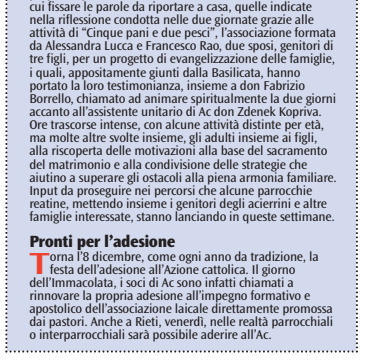 cui fissare le parole da riportare a casa, quelle indicate
nella riflessione condotta nelle due giornate grazie alle
attività di “Cinque pani e due pesci”, l’associazione formata
da Alessandra Lucca e Francesco Rao, due sposi, genitori di
tre figli, per un progetto di evangelizzazione delle famiglie,
i quali, appositamente giunti dalla Basilicata, hanno
portato la loro testimonianza, insieme a don Fabrizio
Borrello, chiamato ad animare spiritualmente la due giorni
accanto all’assistente unitario di Ac don Zdenek Kopriva.
Ore trascorse intense, con alcune attività distinte per età,
ma molte altre svolte insieme, gli adulti insieme ai figli,
alla riscoperta delle motivazioni alla base del sacramento
del matrimonio e alla condivisione delle strategie che
aiutino a superare gli ostacoli alla piena armonia familiare.
Input da proseguire nei percorsi che alcune parrocchie
reatine, mettendo insieme i genitori degli acierrini e altre
famiglie interessate, stanno lanciando in queste settimane.
Pronti per l’adesione
Torna l’8 dicembre, come ogni anno da tradizione, la
festa dell’adesione all’Azione cattolica. Il giorno
dell’Immacolata, i soci di Ac sono infatti chiamati a
rinnovare la propria adesione all’impegno formativo e
apostolico dell’associazione laicale direttamente promossa
dai pastori. Anche a Rieti, venerdì, nelle realtà parrocchiali
o interparrocchiali sarà possibile aderire all’Ac.